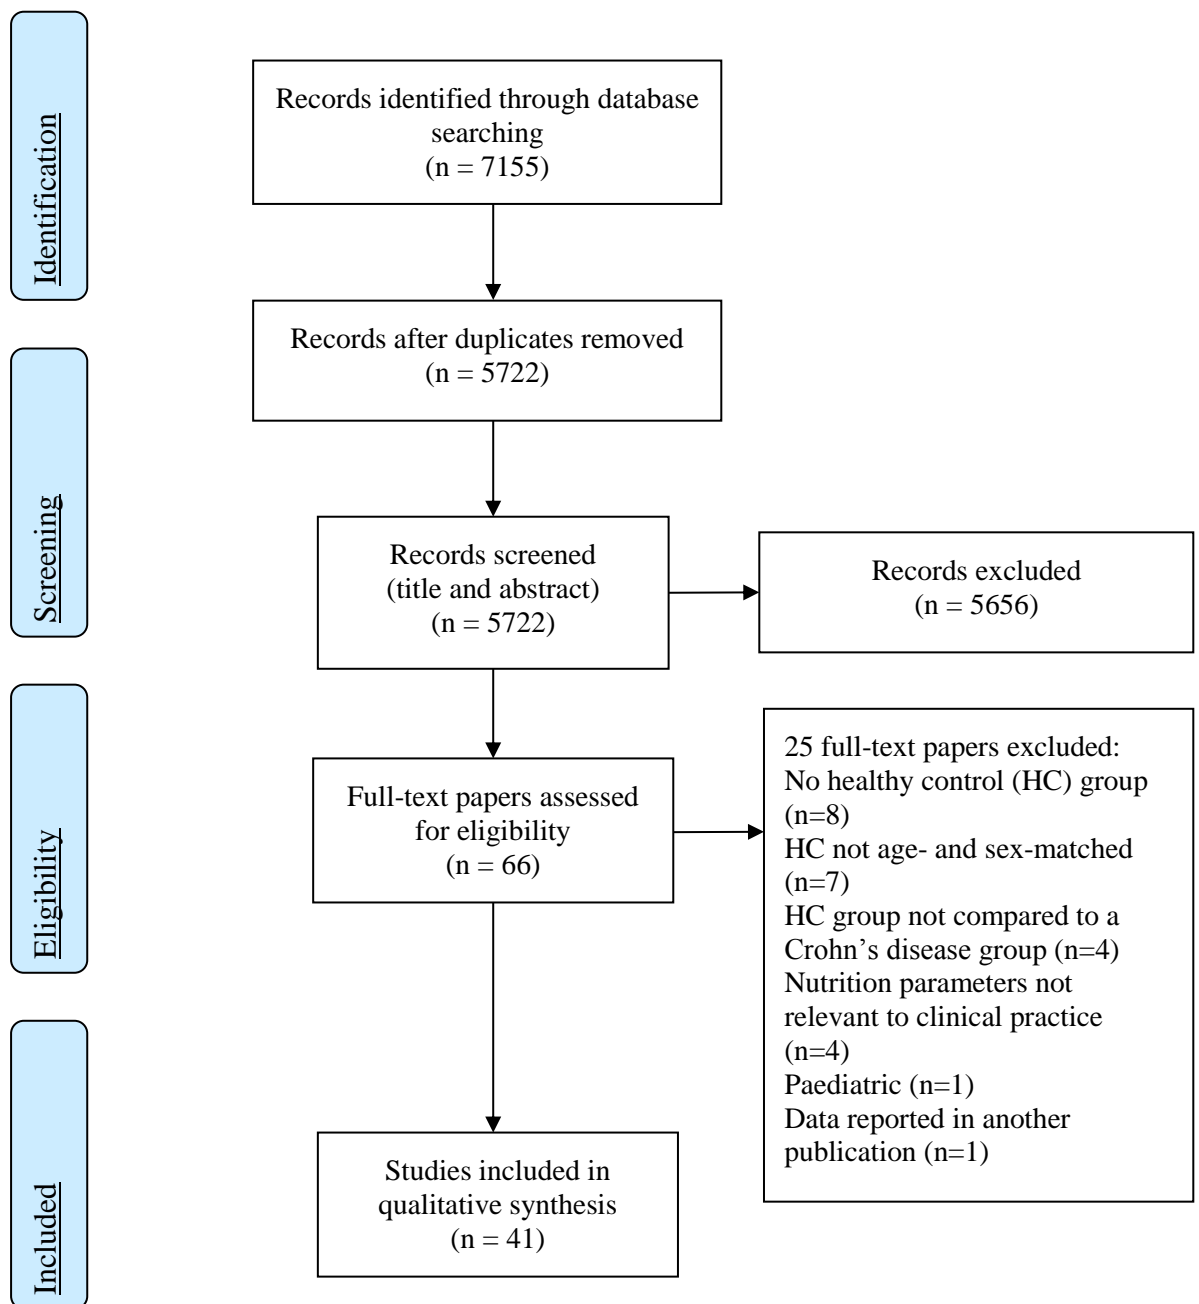 Identification
Records identified through database
searching
(n = 7155)
Records after duplicates removed
(n = 5722)
Screening
Records screened
(title and abstract)
(n = 5722)
Records excluded
(n = 5656)
Eligibility
Full-text papers assessed
for eligibility
(n = 66)
25 full-text papers excluded:
No healthy control (HC) group
(n=8)
HC not age- and sex-matched
(n=7)
HC group not compared to a
Crohn’s disease group (n=4)
Nutrition parameters not
relevant to clinical practice
(n=4)
Paediatric (n=1)
Data reported in another
publication (n=1)
Included
Studies included in
qualitative synthesis
(n = 41)